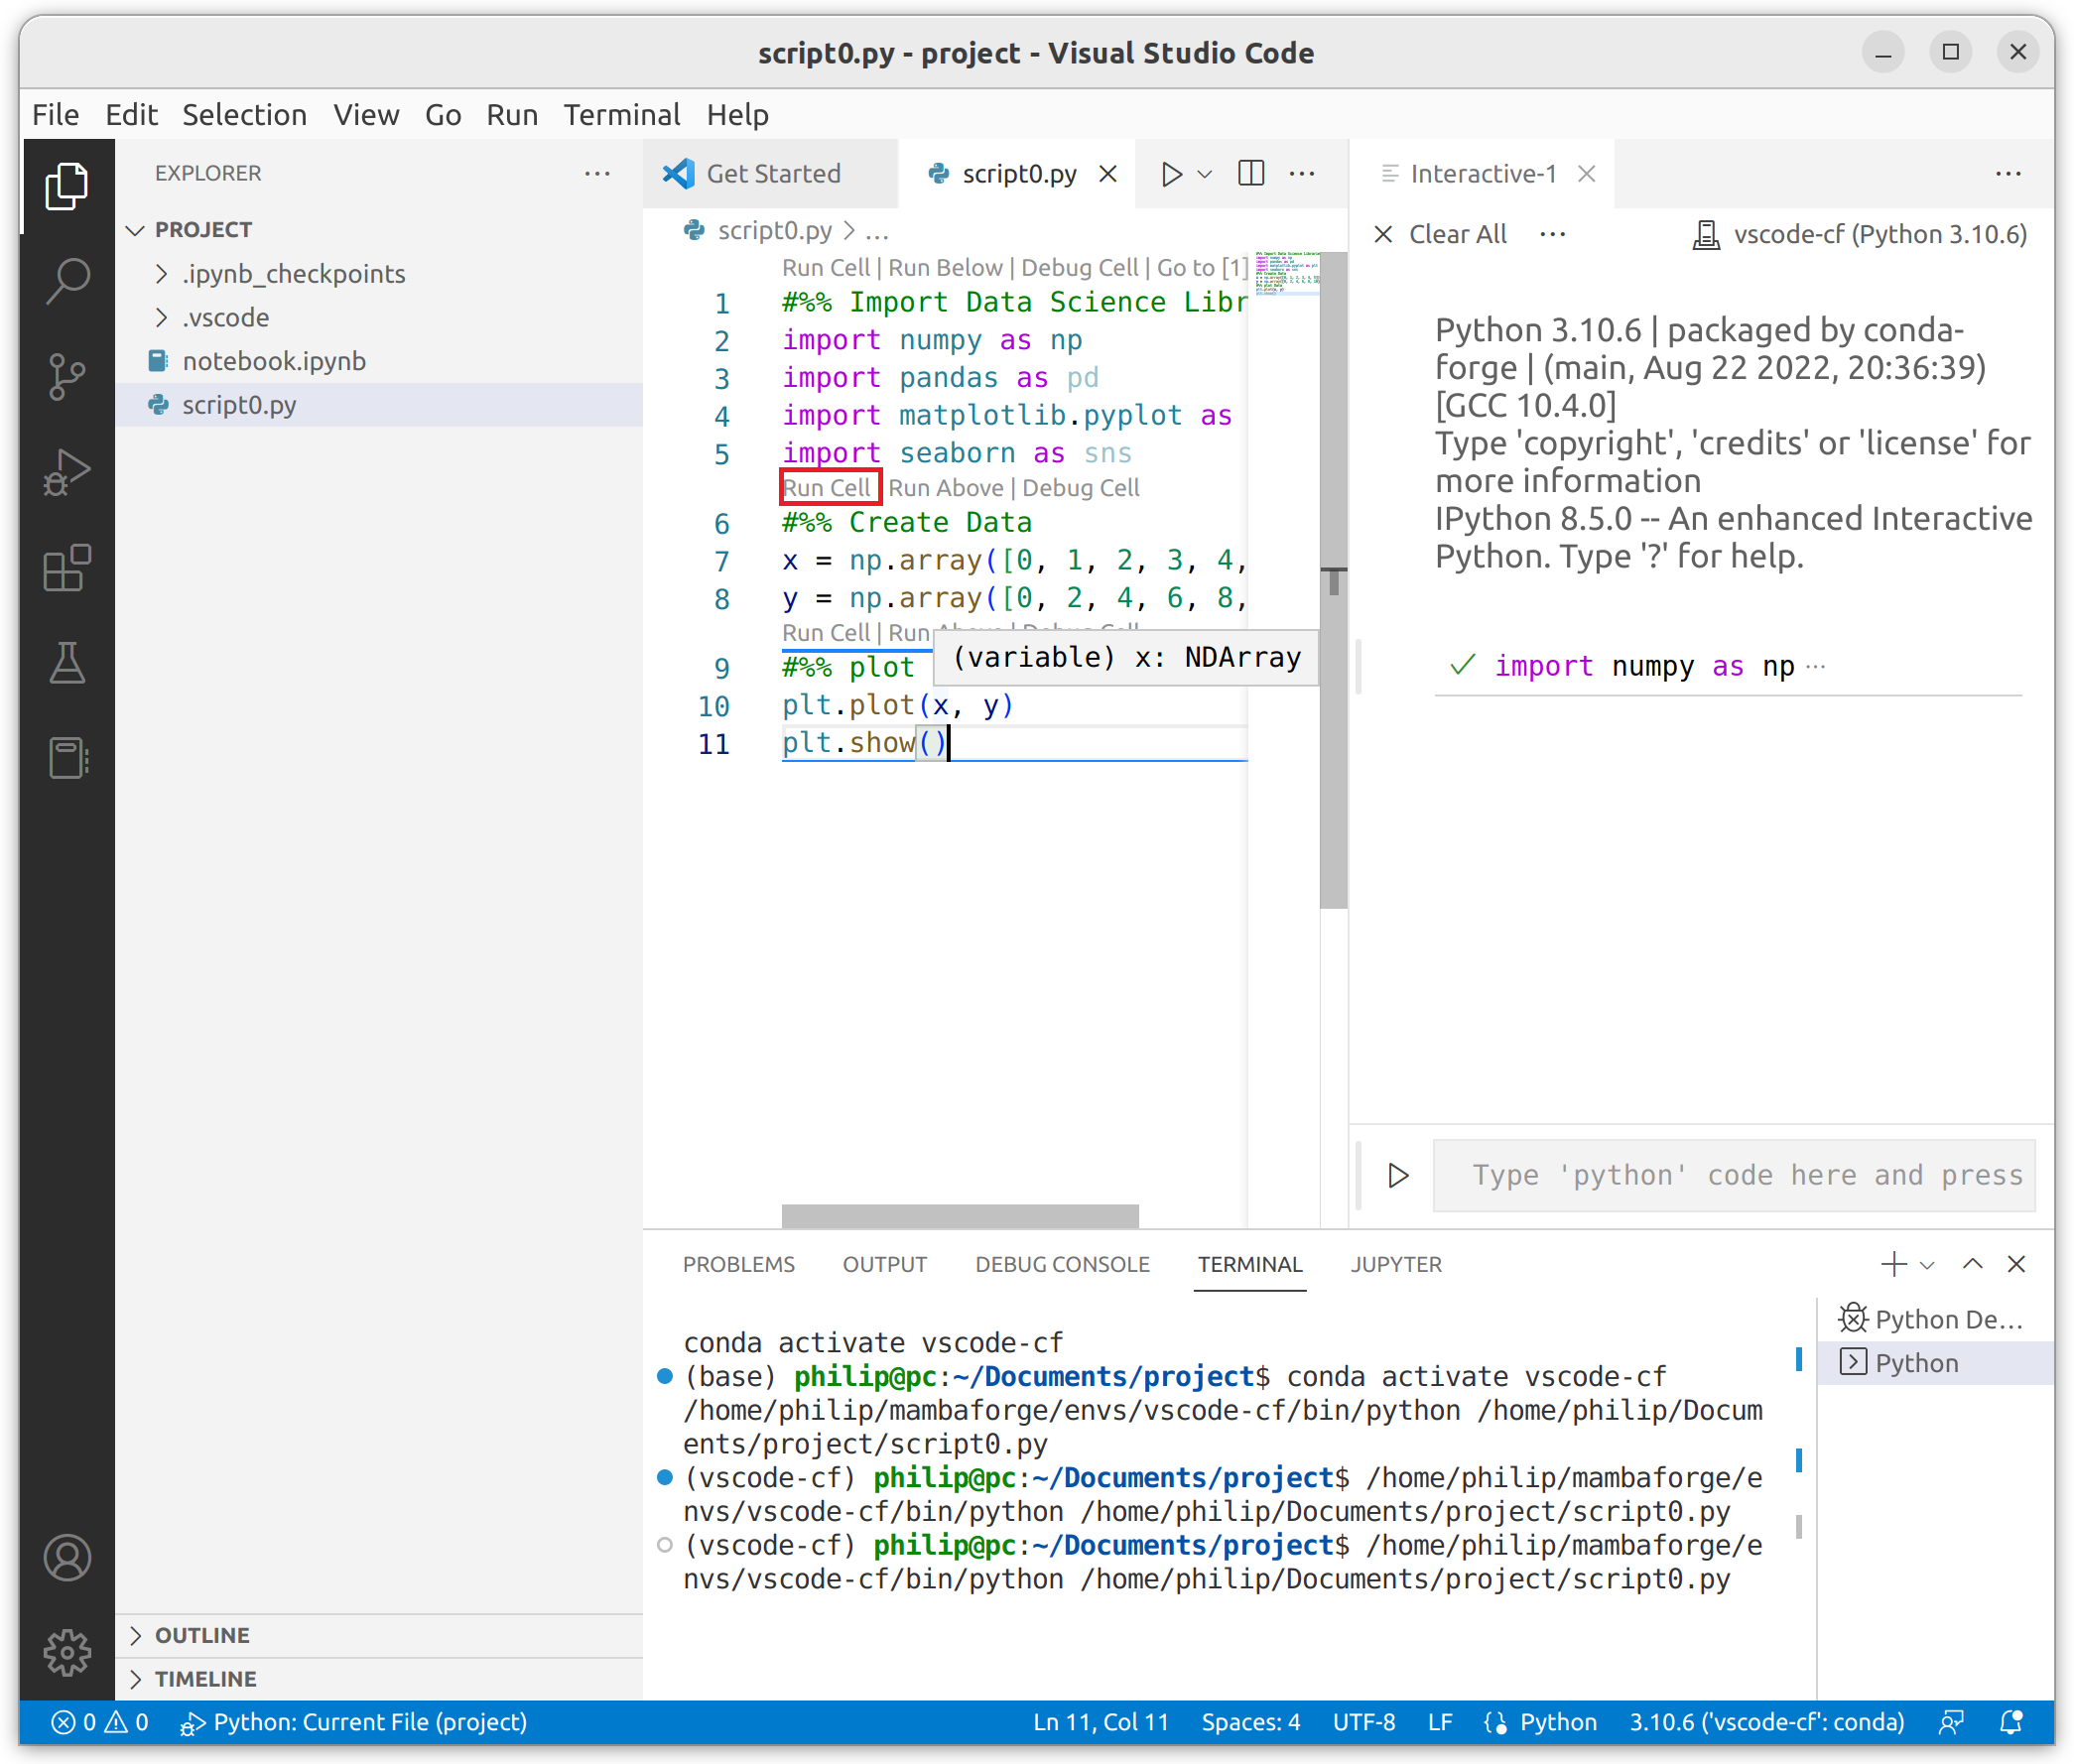 script0.py - project - Visual Studio Code
File Edit Selection View Go Run Terminal Help
EXPLORER
PROJECT
.ipynb_checkpoints
.vscode
notebook.ipynb
script0.py
OUTLINE
TIMELINE
Get Started
script0.py
script0.py > ...
Run Cell | Run Below | Debug Cell | Go to [1]
1 #%% Import Data Science Libr
2 import numpy as np
3 import pandas as pd
4 import matplotlib.pyplot as
5 import seaborn as sns
Run Cell Run Above | Debug Cell
6 #%% Create Data
7 x = np.array([0, 1, 2, 3, 4,
8 y = np.array([0, 2, 4, 6, 8,
Run Cell | Run Above | Debug Cell
(variable) x: NDArray
9 #%% plot
10 plt.plot(x, y)
11 plt.show()
Interactive-1
Clear All ... vscode-cf (Python 3.10.6)
Python 3.10.6 | packaged by conda-
forge | (main, Aug 22 2022, 20:36:39)
[GCC 10.4.0]
Type 'copyright', 'credits' or 'license' for
more information
IPython 8.5.0 -- An enhanced Interactive
Python. Type '?' for help.
import numpy as np ...
Type 'python' code here and press
PROBLEMS OUTPUT DEBUG CONSOLE TERMINAL JUPYTER
conda activate vscode-cf
(base) philip@pc:~/Documents/project$ conda activate vscode-cf
/home/philip/mambaforge/envs/vscode-cf/bin/python /home/philip/Docum
ents/project/script0.py
(vscode-cf) philip@pc:~/Documents/project$ /home/philip/mambaforge/e
nvs/vscode-cf/bin/python /home/philip/Documents/project/script0.py
(vscode-cf) philip@pc:~/Documents/project$ /home/philip/mambaforge/e
nvs/vscode-cf/bin/python /home/philip/Documents/project/script0.py
Python De...
Python
0 0 Python: Current File (project) Ln 11, Col 11 Spaces: 4 UTF-8 LF Python 3.10.6 ('vscode-cf': conda)